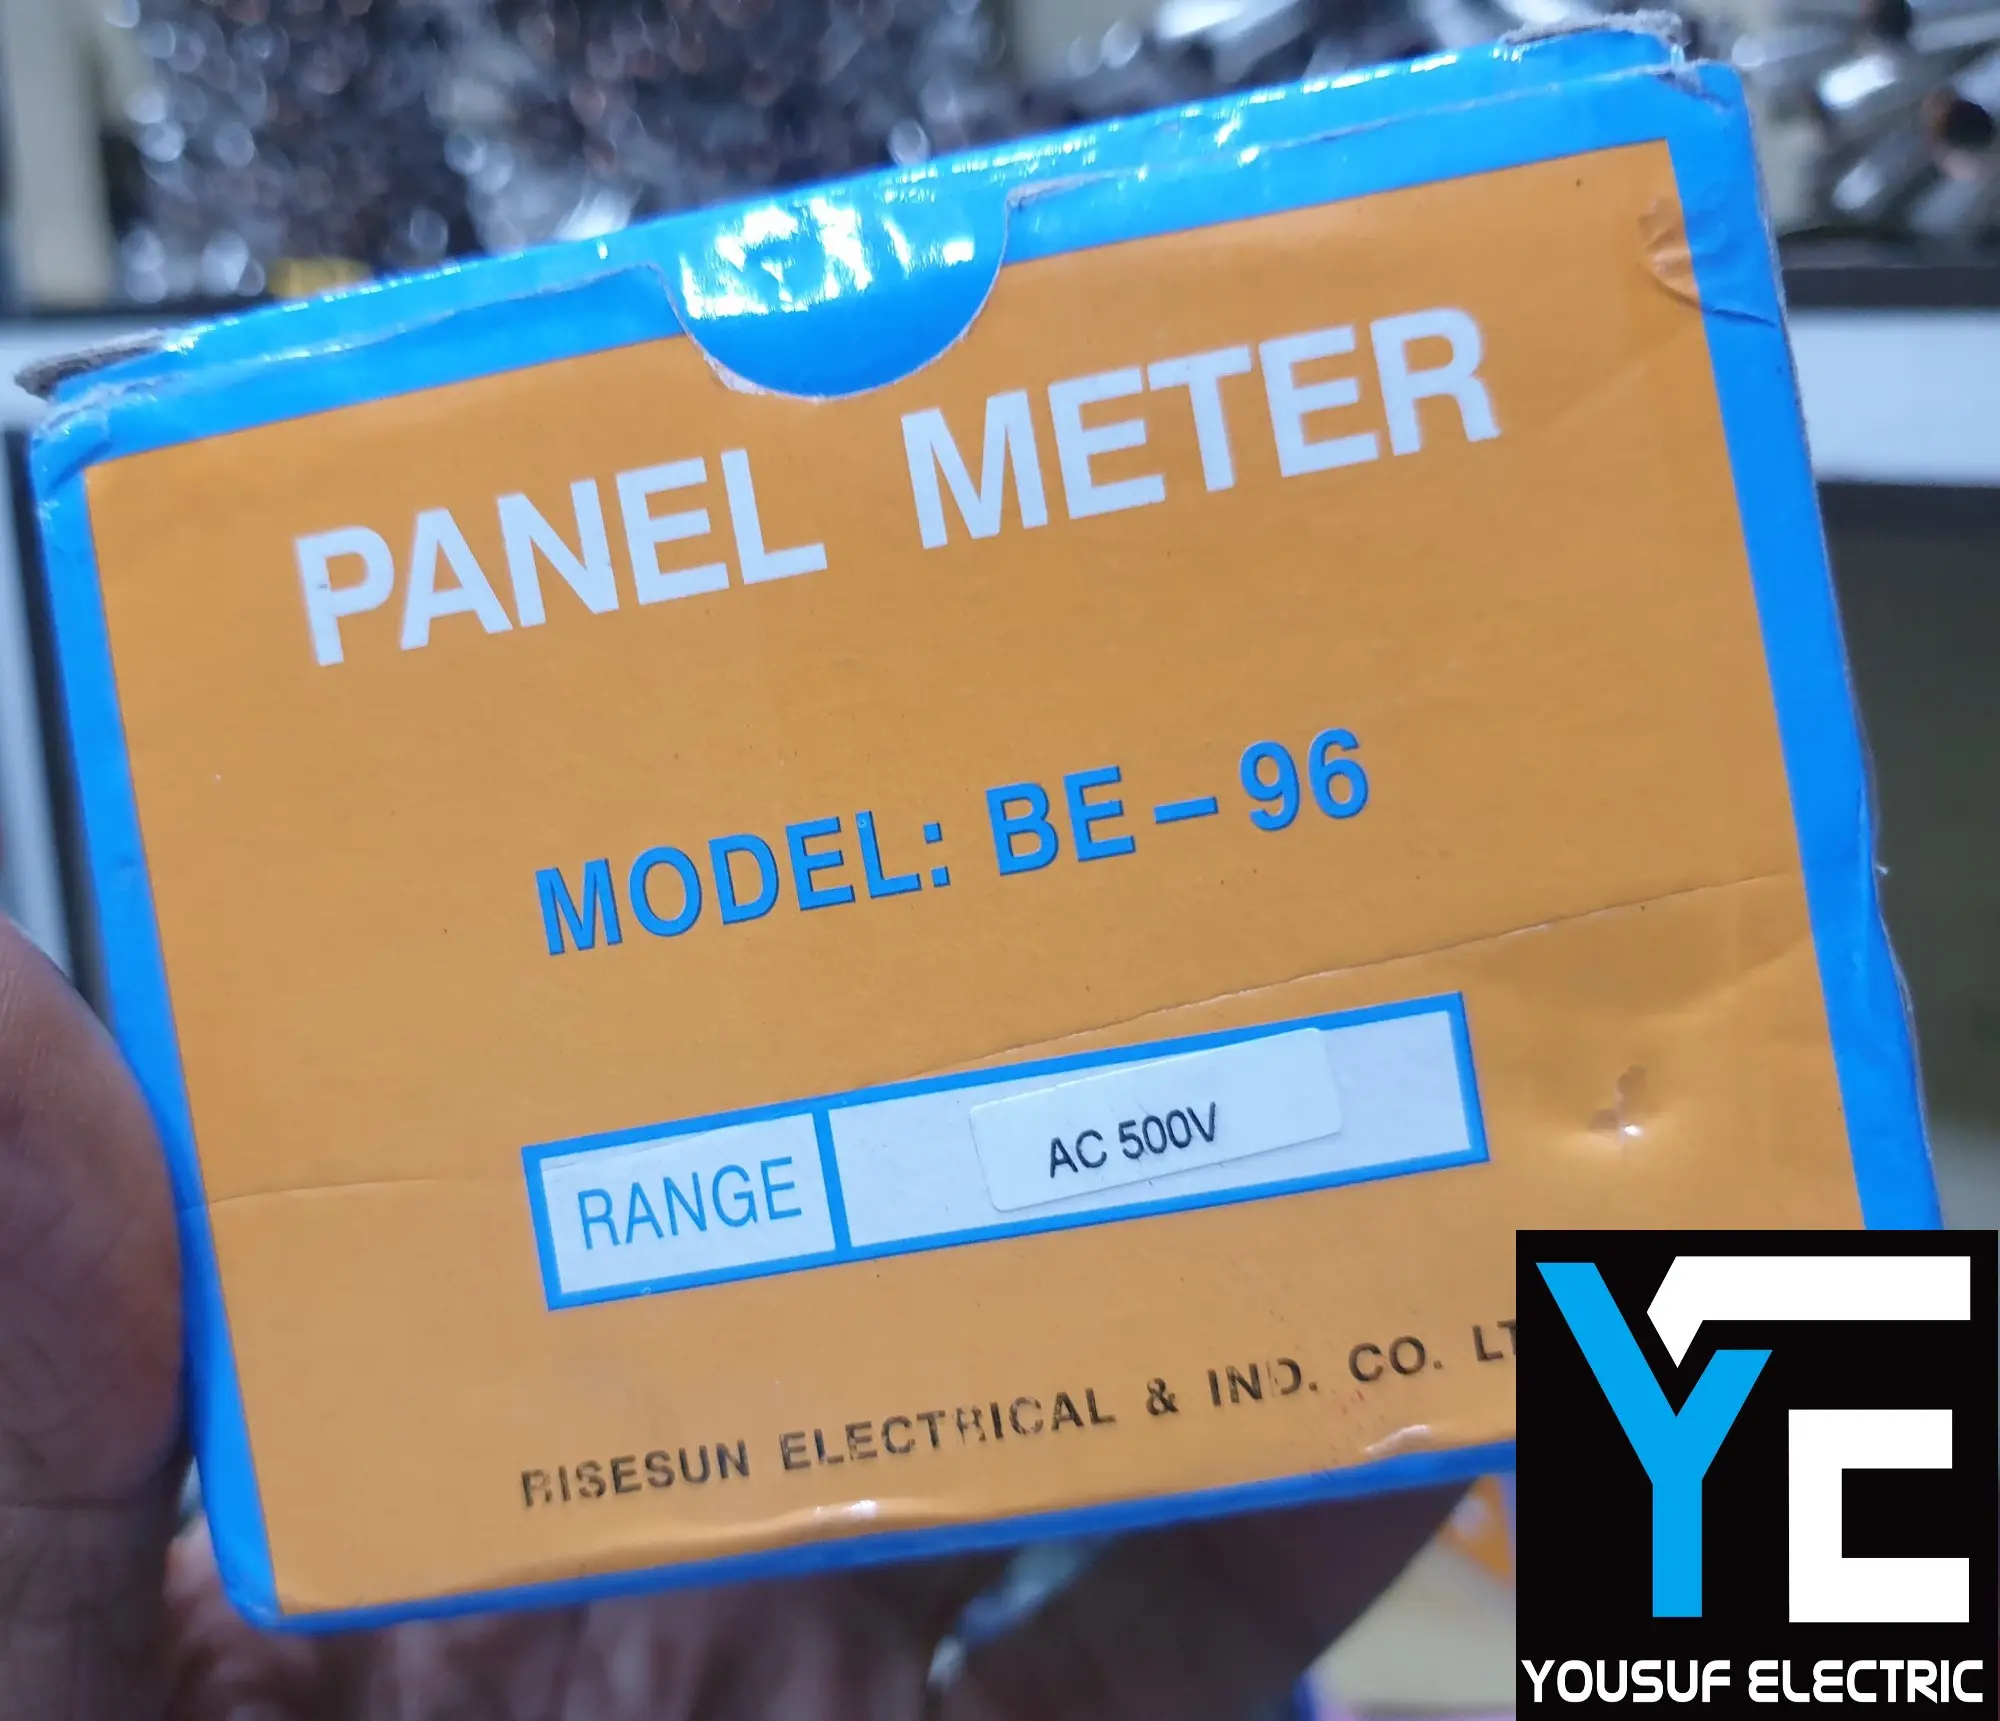 PANEL METER
MODEL: BE-96
RANGE AC 500V
RISESUN ELECTRICAL & IND. CO.
YE
YOUSUF ELECTRIC